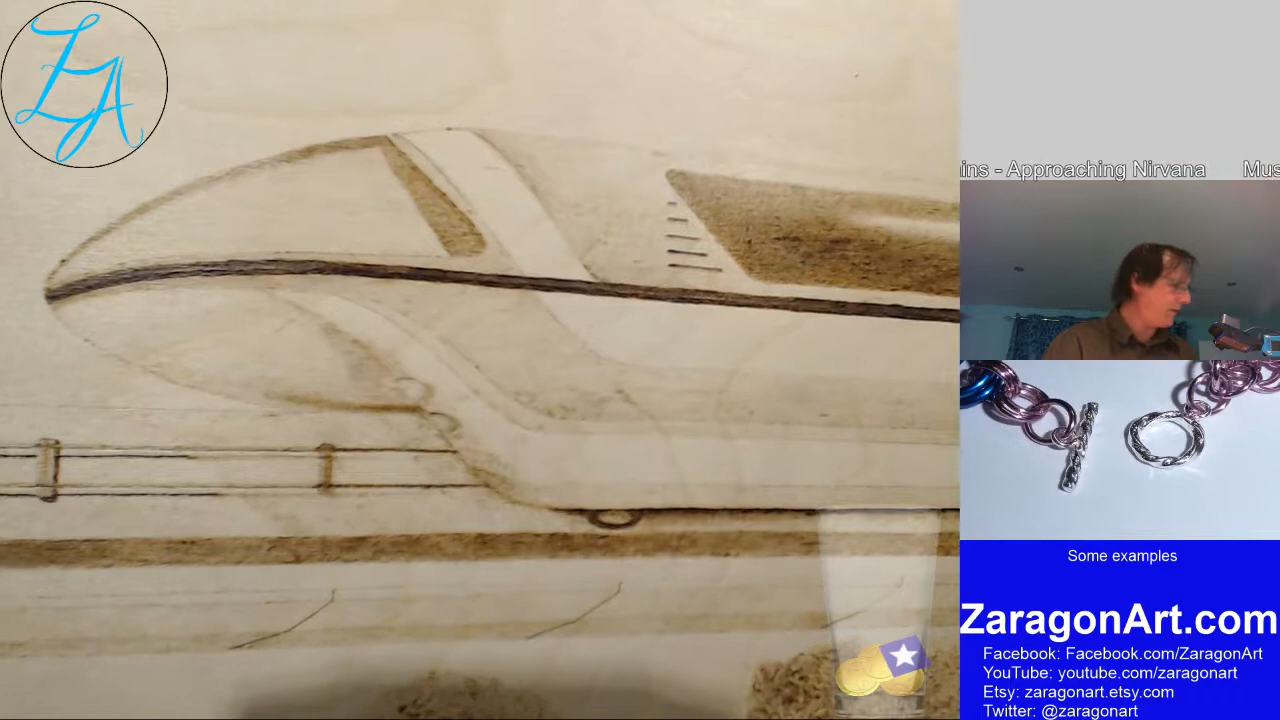 ZA
ins - Approaching Nirvana Mus
Some examples
ZaragonArt.com
Facebook: Facebook.com/ZaragonArt
YouTube: youtube.com/zaragonart
Etsy: zaragonart.etsy.com
Twitter: @zaragonart